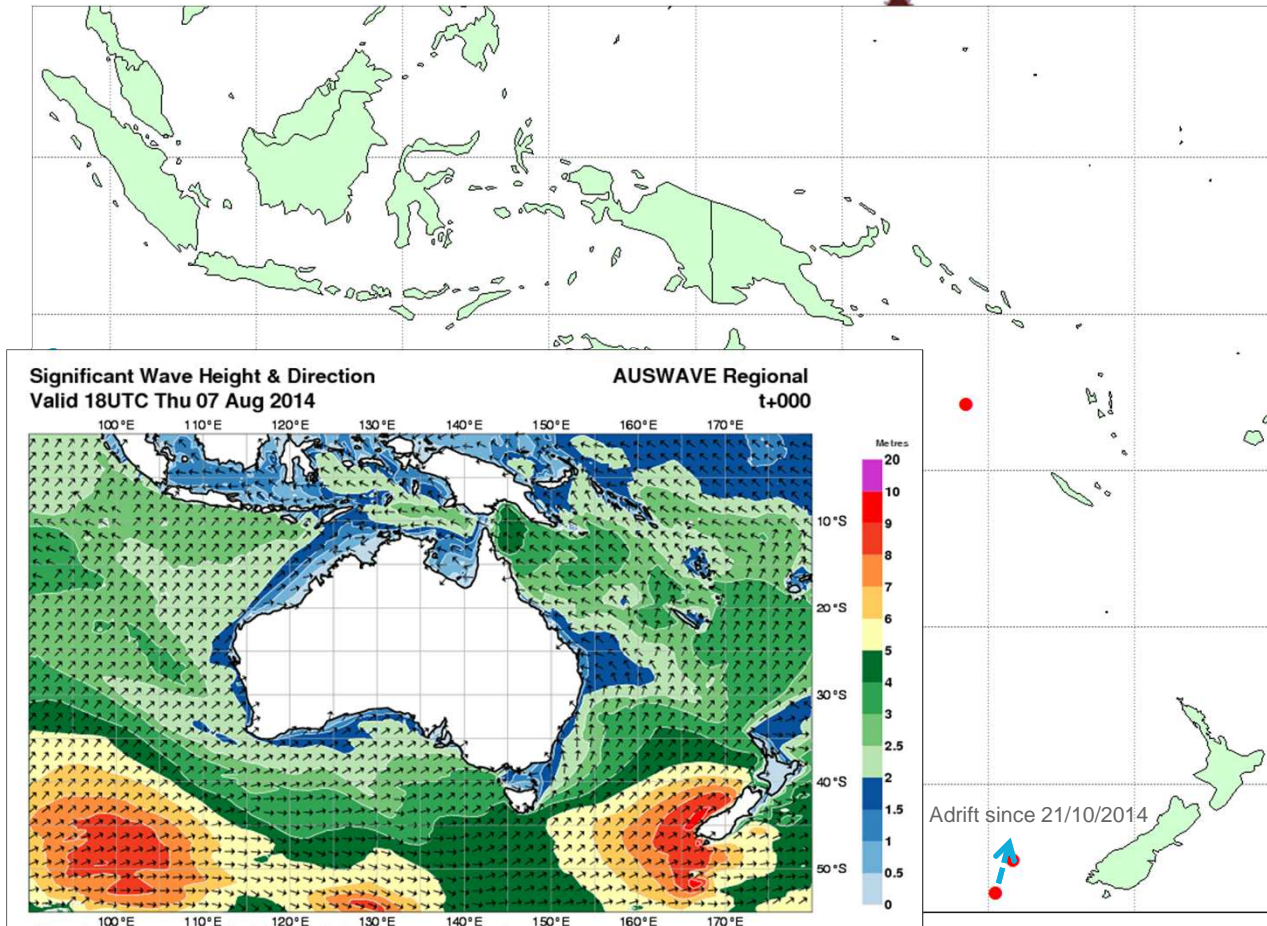 Significant Wave Height & Direction AUSWAVE Regional
Valid 18UTC Thu 07 Aug 2014 t+000
100°E 110°E 120°E 130°E 140°E 150°E 160°E 170°E
Metres
20
10
9
8
7
6
5
4
3
2.5
2
1.5
1
0.5
0
10°S
20°S
30°S
40°S
50°S
100°E 110°E 120°E 130°E 140°E 150°E 160°E 170°E
Adrift since 21/10/2014